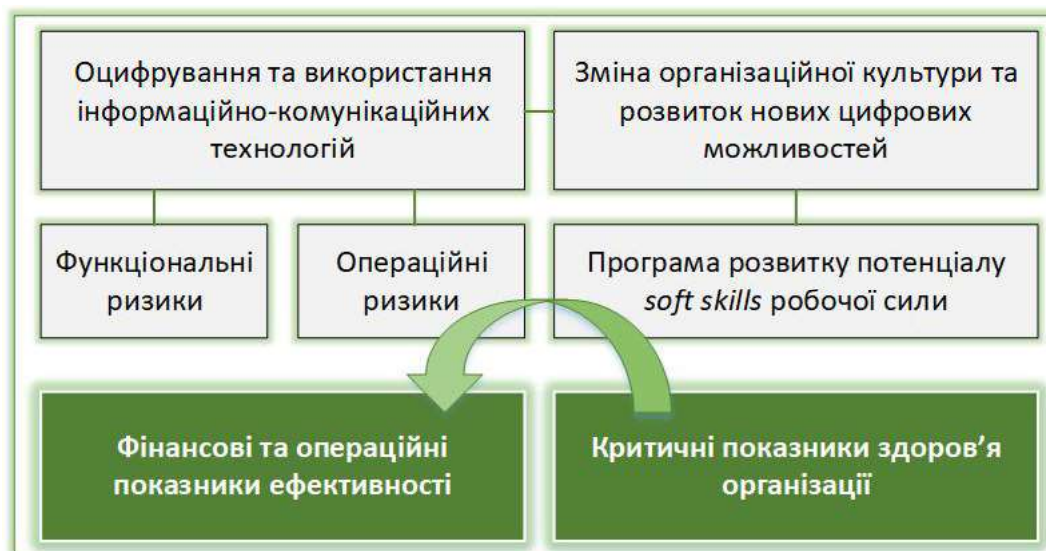 Оцифрування та використання
інформаційно-комунікаційних
технологій
Зміна організаційної культури та
розвиток нових цифрових
можливостей
Функціональні
ризики
Операційні
ризики
Програма розвитку потенціалу
soft skills робочої сили
Фінансові та операційні
показники ефективності
Критичні показники здоров’я
організації